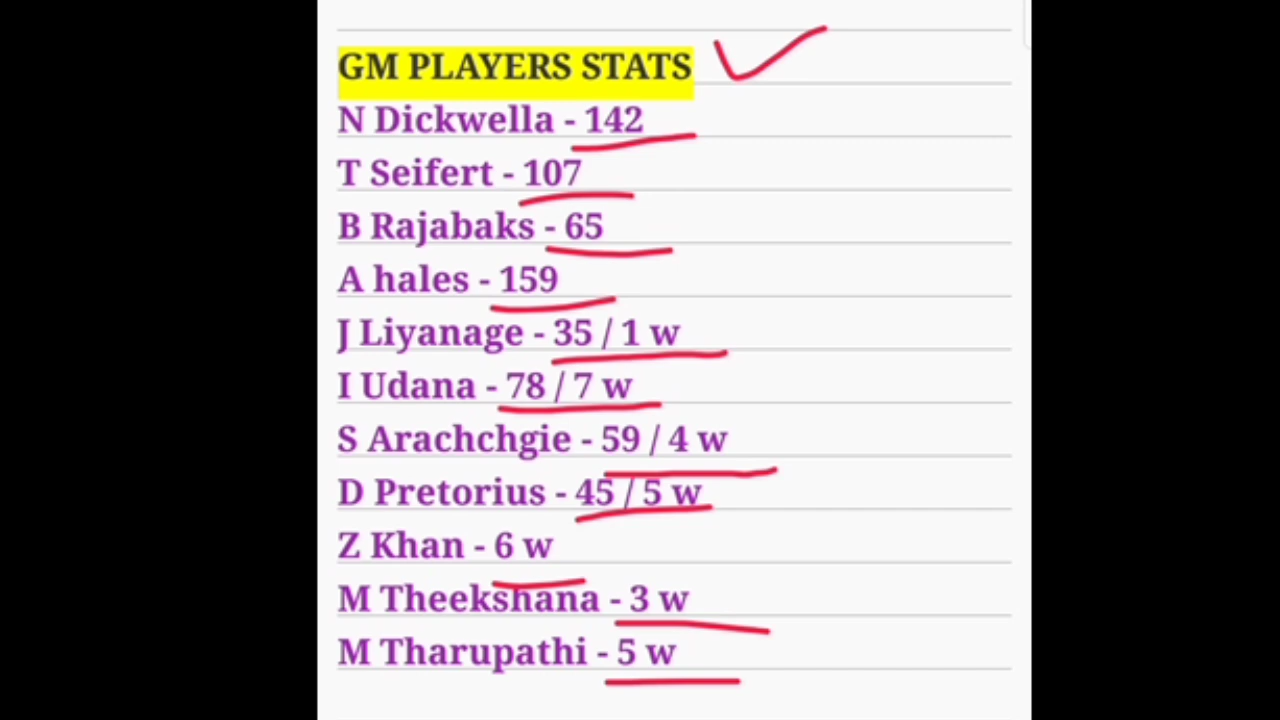 GM PLAYERS STATS
N Dickwella - 142
T Seifert - 107
B Rajabaks - 65
A hales - 159
J Liyanage - 35 / 1 w
I Udana - 78 / 7 w
S Arachchgie - 59 / 4 w
D Pretorius - 45 / 5 w
Z Khan - 6 w
M Theekshana - 3 w
M Tharupathi - 5 w